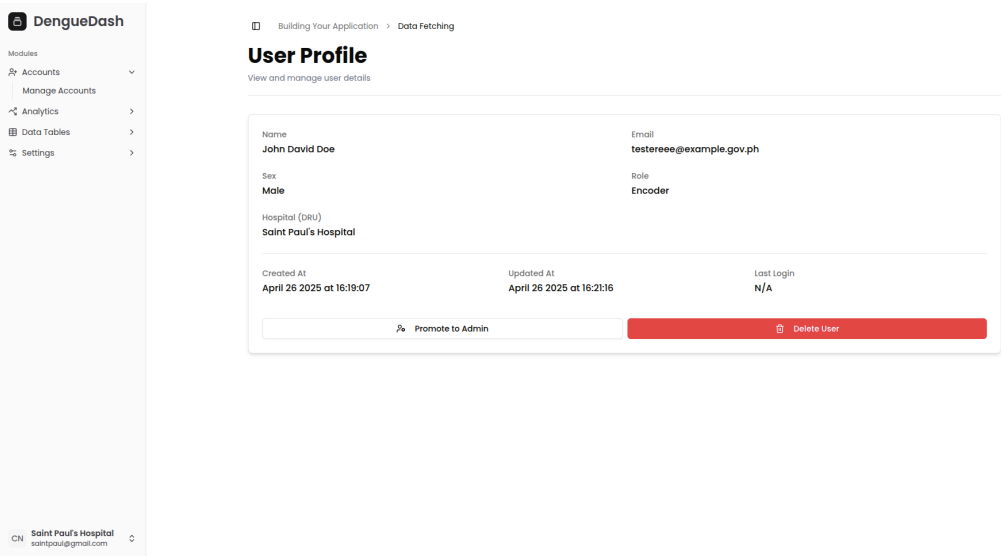 DengueDash
Modules
Accounts
Manage Accounts
Analytics
Data Tables
Settings
CN
Saint Paul's Hospital
saintpaul@gmail.com
Building Your Application > Data Fetching
User Profile
View and manage user details
Name
John David Doe
Email
testereee@example.gov.ph
Sex
Male
Role
Encoder
Hospital (DRU)
Saint Paul's Hospital
Created At
April 26 2025 at 16:19:07
Updated At
April 26 2025 at 16:21:16
Last Login
N/A
Promote to Admin
Delete User